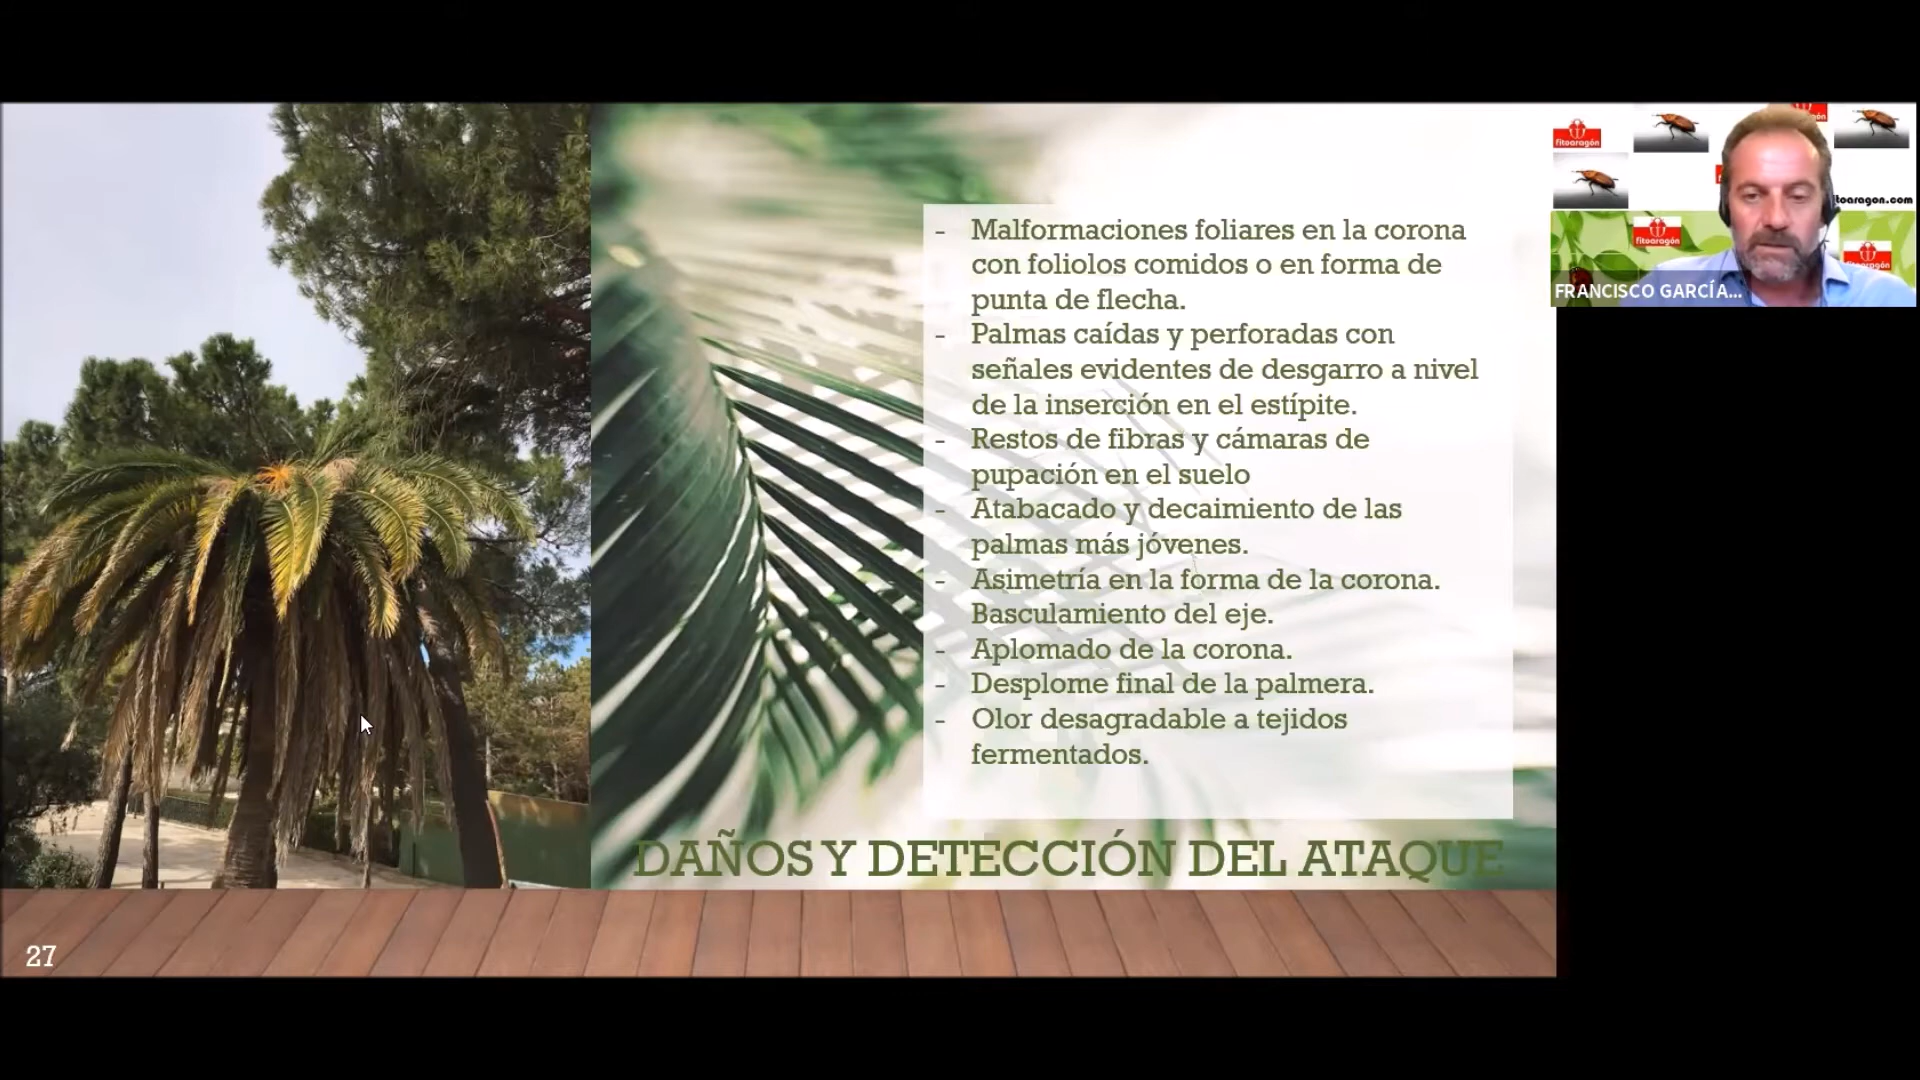 - Malformaciones foliares en la corona
con foliolos comidos o en forma de
punta de flecha.
- Palmas caídas y perforadas con
señales evidentes de desgarro a nivel
de la inserción en el estípite.
- Restos de fibras y cámaras de
pupación en el suelo
- Atabacado y decaimiento de las
palmas más jóvenes.
- Asimetría en la forma de la corona.
Basculamiento del eje.
- Aplomado de la corona.
- Desplome final de la palmera.
- Olor desagradable a tejidos
fermentados.
DAÑOS Y DETECCIÓN DEL ATAQUE
27
fitoaragón
toaragon.com
fitoaragón
fitoaragón
FRANCISCO GARCÍA...